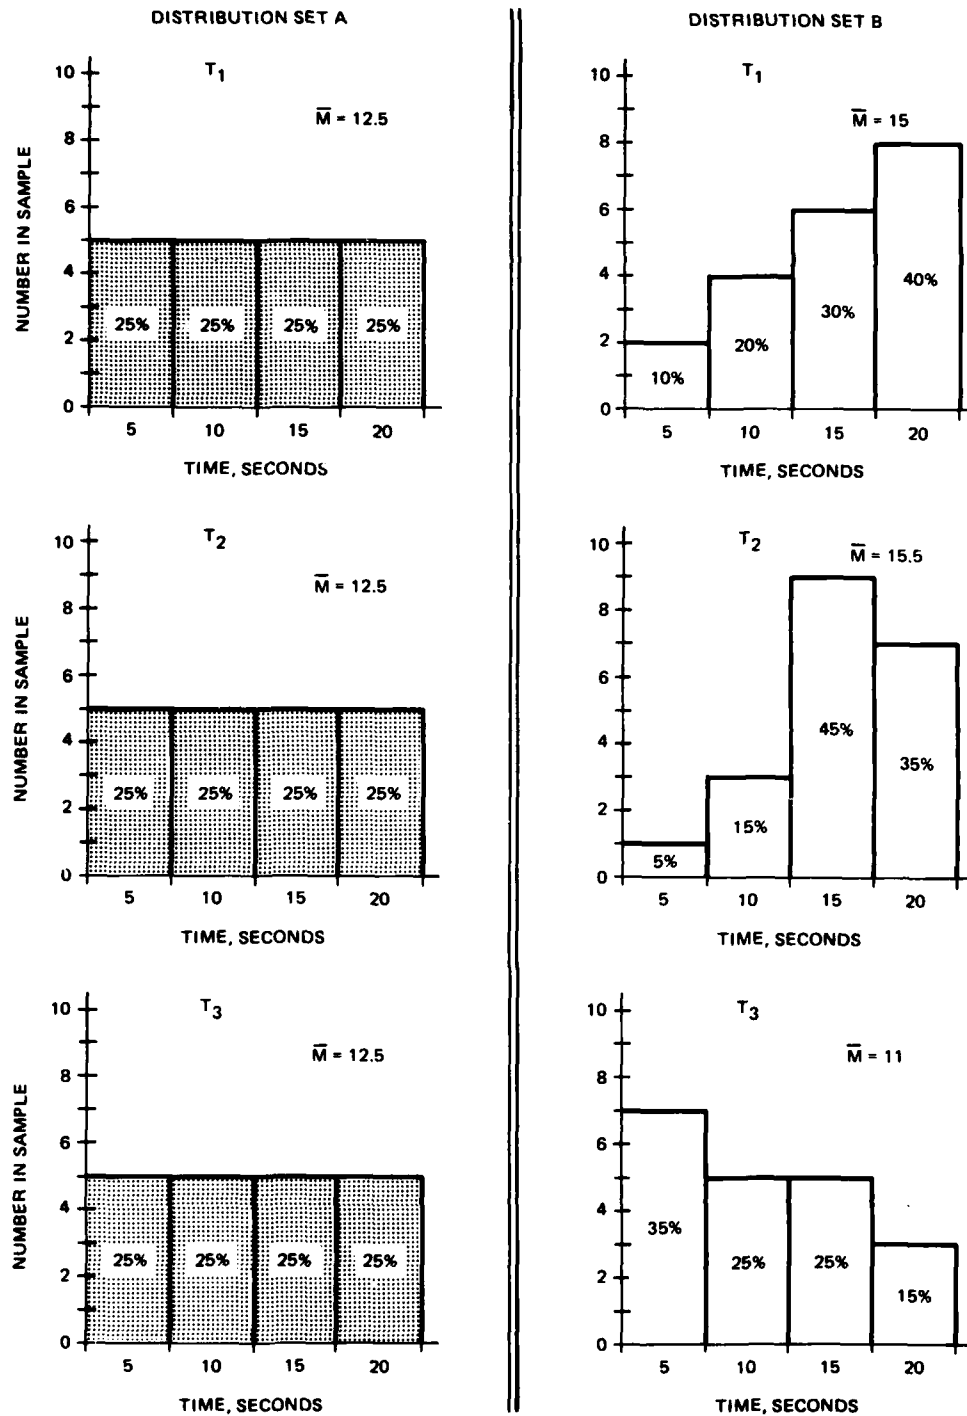 DISTRIBUTION SET A
T1
M̅ = 12.5
NUMBER IN SAMPLE
10
8
6
4
2
0
25% 25% 25% 25%
5 10 15 20
TIME, SECONDS
T2
M̅ = 12.5
NUMBER IN SAMPLE
10
8
6
4
2
0
25% 25% 25% 25%
5 10 15 20
TIME, SECONDS
T3
M̅ = 12.5
NUMBER IN SAMPLE
10
8
6
4
2
0
25% 25% 25% 25%
5 10 15 20
TIME, SECONDS
DISTRIBUTION SET B
T1
M̅ = 15
10
8
6
4
2
0
10% 20% 30% 40%
5 10 15 20
TIME, SECONDS
T2
M̅ = 15.5
10
8
6
4
2
0
5% 15% 45% 35%
5 10 15 20
TIME, SECONDS
T3
M̅ = 11
10
8
6
4
2
0
35% 25% 25% 15%
5 10 15 20
TIME, SECONDS